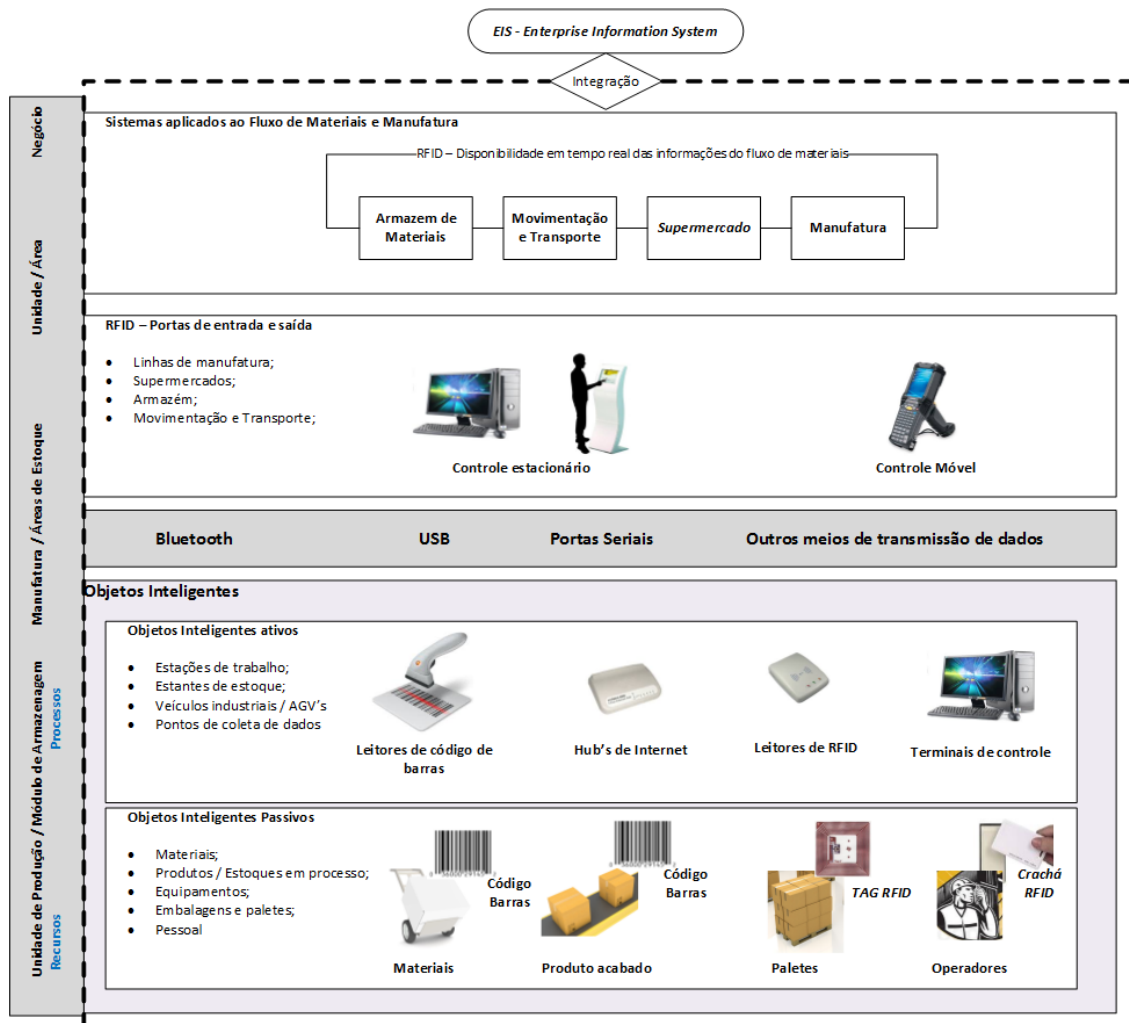 EIS - Enterprise Information System
Integração
Negócio
Unidade / Área
Manufatura / Áreas de Estoque
Unidade de Produção / Módulo de Armazenagem
Processos
Recursos
Sistemas aplicados ao Fluxo de Materiais e Manufatura
RFID – Disponibilidade em tempo real das informações do fluxo de materiais
Armazem de
Materiais
Movimentação
e Transporte
Supermercado
Manufatura
RFID – Portas de entrada e saída
• Linhas de manufatura;
• Supermercados;
• Armazém;
• Movimentação e Transporte;
Controle estacionário
Controle Móvel
Bluetooth
USB
Portas Seriais
Outros meios de transmissão de dados
Objetos Inteligentes
Objetos Inteligentes ativos
• Estações de trabalho;
• Estantes de estoque;
• Veículos industriais / AGV’s
• Pontos de coleta de dados
Leitores de código de
barras
Hub’s de Internet
Leitores de RFID
Terminais de controle
Objetos Inteligentes Passivos
• Materiais;
• Produtos / Estoques em processo;
• Equipamentos;
• Embalagens e paletes;
• Pessoal
Código
Barras
Materiais
Código
Barras
Produto acabado
TAG RFID
Paletes
Crachá
RFID
Operadores